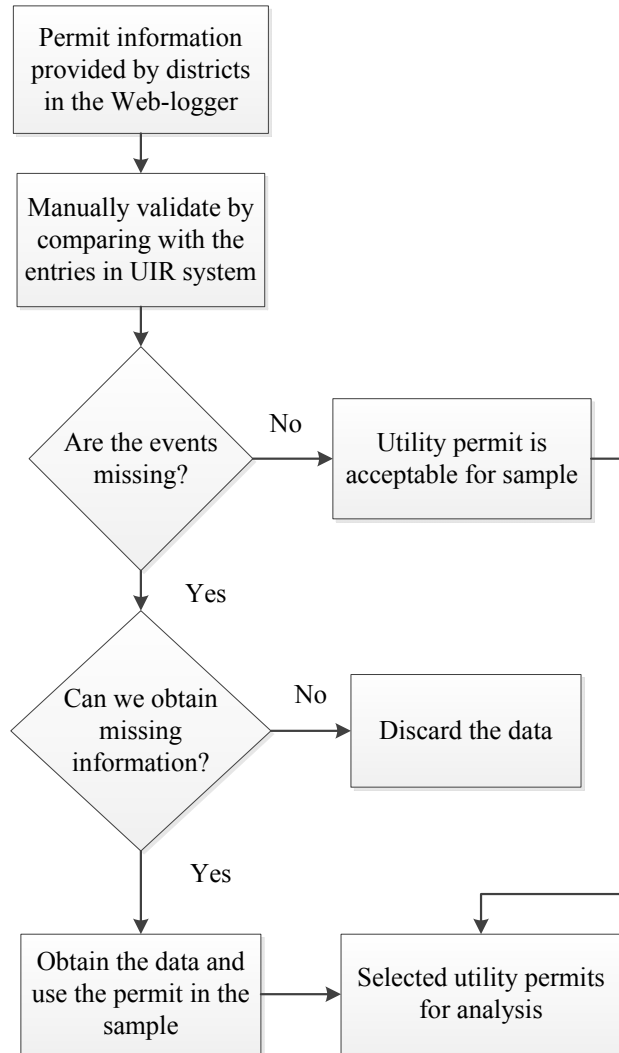 Permit information
provided by districts
in the Web-logger
Manually validate by
comparing with the
entries in UIR system
Are the events
missing?
No
Utility permit is
acceptable for sample
Yes
Can we obtain
missing
information?
No
Discard the data
Yes
Obtain the data and
use the permit in the
sample
Selected utility permits
for analysis